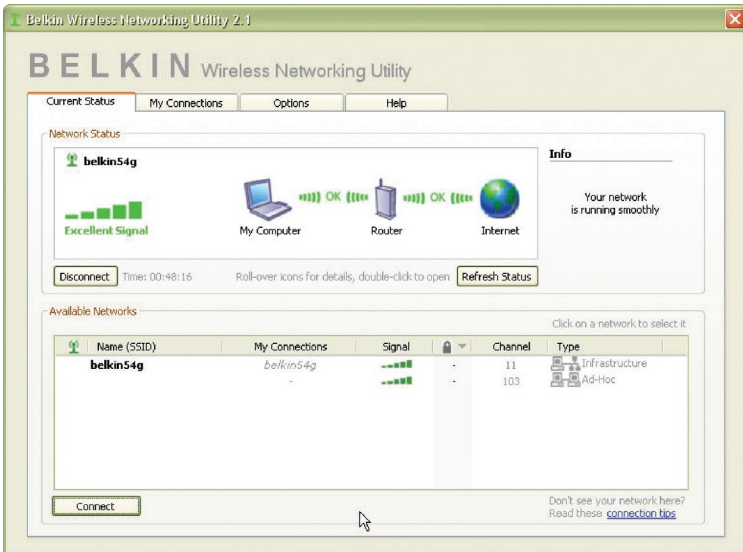 Belkin Wireless Networking Utility 2.1
BELKIN Wireless Networking Utility
Current Status My Connections Options Help
Network Status
belkin54g
Excellent Signal
OK OK
My Computer Router Internet
Info
Your network
is running smoothly
Disconnect Time: 00:48:16 Roll-over icons for details, double-click to open Refresh Status
Available Networks
Click on a network to select it
Name (SSID) My Connections Signal Channel Type
belkin54g belkin54g - 11 Infrastructure
- - 103 Ad-Hoc
Connect
Don't see your network here?
Read these connection tips